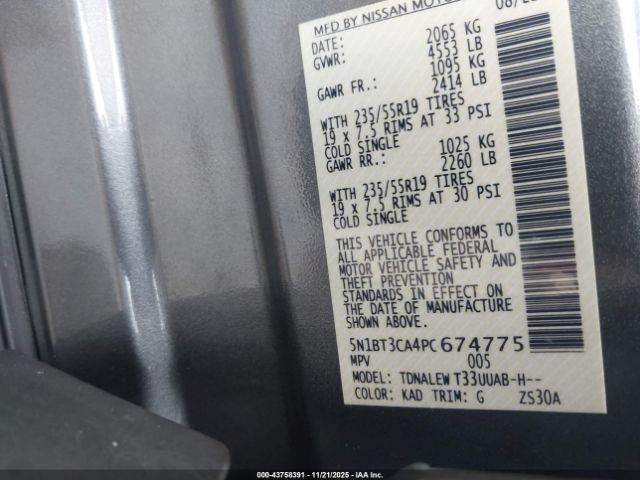 MFD BY NISSAN MOTOR
DATE:
GVWR: 2065 KG
4553 LB
GAWR FR.: 1095 KG
2414 LB
WITH 235/55R19 TIRES
19 x 7.5 RIMS AT 33 PSI
COLD SINGLE
GAWR RR.: 1025 KG
2260 LB
WITH 235/55R19 TIRES
19 x 7.5 RIMS AT 30 PSI
COLD SINGLE
THIS VEHICLE CONFORMS TO
ALL APPLICABLE FEDERAL
MOTOR VEHICLE SAFETY AND
THEFT PREVENTION
STANDARDS IN EFFECT ON
THE DATE OF MANUFACTURE
SHOWN ABOVE.
5N1BT3CA4PC674775
MPV 005
MODEL: TDNALEW T33UUAB-H--
COLOR: KAD TRIM: G ZS30A
000-43758391 - 11/21/2025 - IAA Inc.